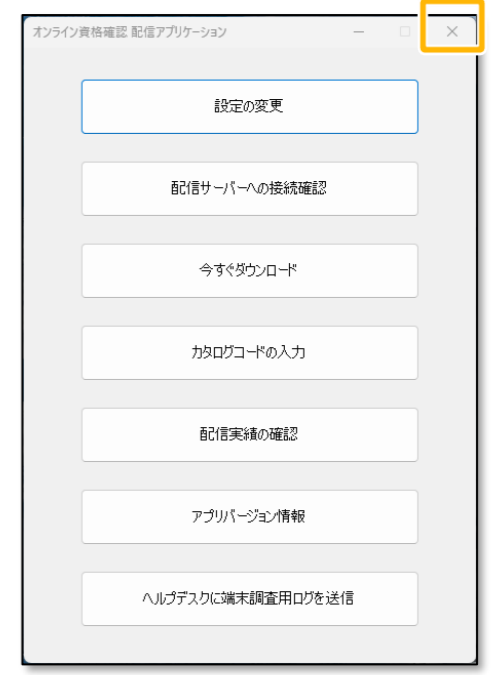 オンライン資格確認 配信アプリケーション
設定の変更
配信サーバーへの接続確認
今すぐダウンロード
カタログコードの入力
配信実績の確認
アプリバージョン情報
ヘルプデスクに端末調査用ログを送信